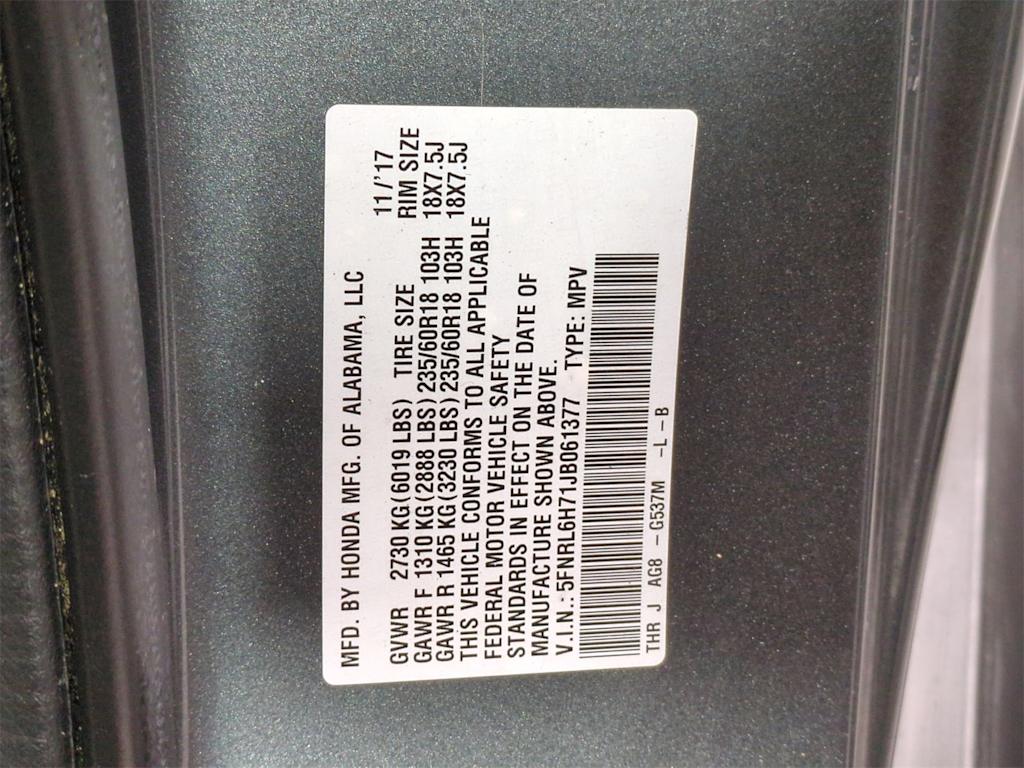 MFD. BY HONDA MFG. OF ALABAMA, LLC
11/'17
GVWR 2730 KG (6019 LBS) TIRE SIZE RIM SIZE
GAWR F 1310 KG (2888 LBS) 235/60R18 103H 18X7.5J
GAWR R 1465 KG (3230 LBS) 235/60R18 103H 18X7.5J
THIS VEHICLE CONFORMS TO ALL APPLICABLE
FEDERAL MOTOR VEHICLE SAFETY
STANDARDS IN EFFECT ON THE DATE OF
MANUFACTURE SHOWN ABOVE.
V.I.N.: 5FNRL6H71JB061377 TYPE: MPV
THR J AG8 - G537M -L -B